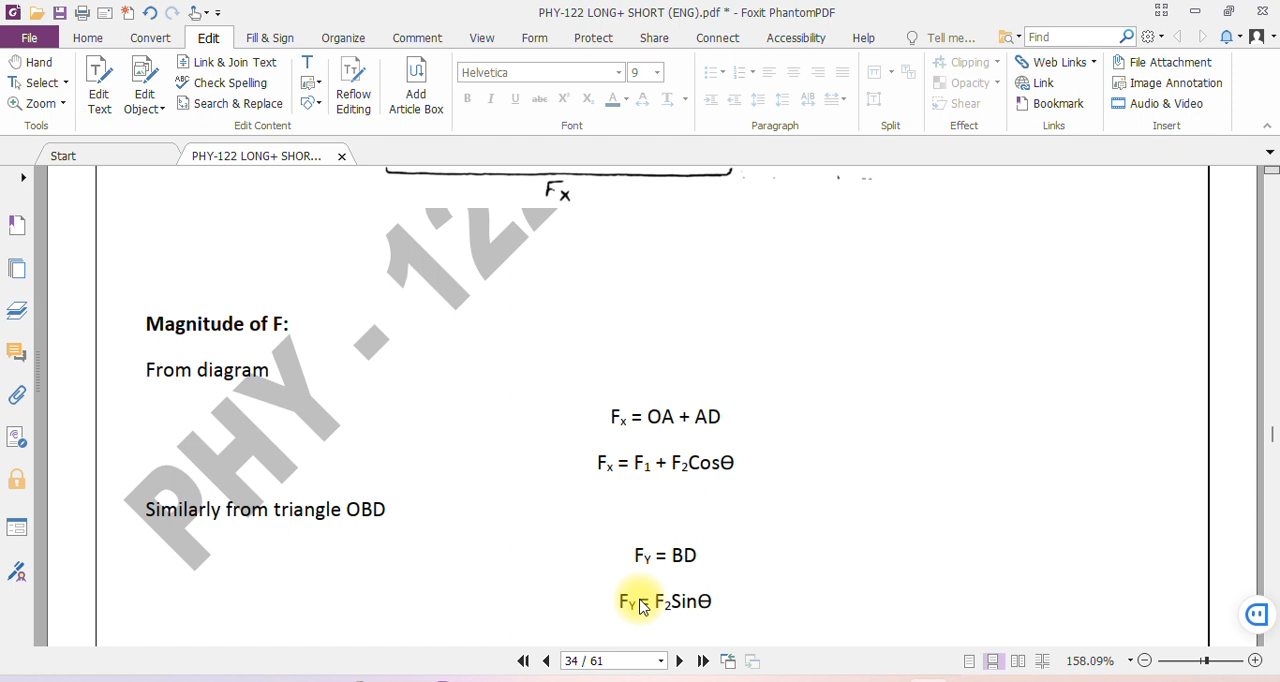 PHY-122 LONG+ SHORT (ENG).pdf * - Foxit PhantomPDF
File Home Convert Edit Fill & Sign Organize Comment View Form Protect Share Connect Accessibility Help Tell me... Find
Hand
Select
Zoom
Tools
Edit Text
Edit Object
Link & Join Text
Check Spelling
Search & Replace
Edit Content
Reflow Editing
Add Article Box
Helvetica 9
B I U abc X² X₂ A A T
Font
Paragraph
Split
Clipping
Opacity
Shear
Effect
Web Links
Link
Bookmark
Links
File Attachment
Image Annotation
Audio & Video
Insert
Start PHY-122 LONG+ SHOR...
Fx
PHY - 122
Magnitude of F:
From diagram
Fₓ = OA + AD
Fₓ = F₁ + F₂CosΘ
Similarly from triangle OBD
FY = BD
FY = F₂SinΘ
34 / 61 158.09%